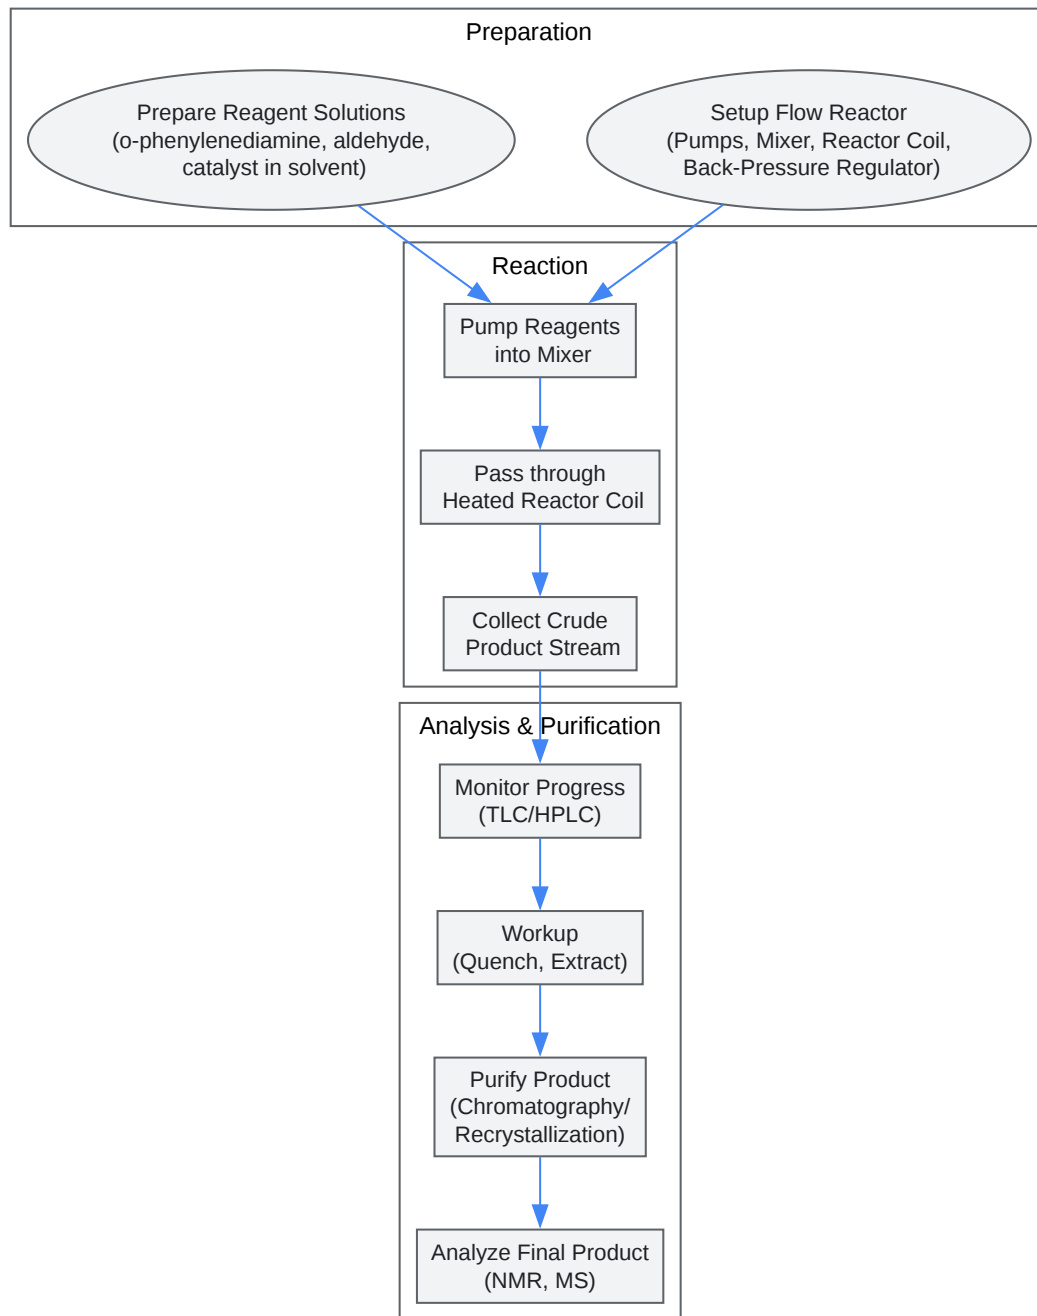 Preparation
Prepare Reagent Solutions
(o-phenylenediamine, aldehyde,
catalyst in solvent)
Setup Flow Reactor
(Pumps, Mixer, Reactor Coil,
Back-Pressure Regulator)
Reaction
Pump Reagents
into Mixer
Pass through
Heated Reactor Coil
Collect Crude
Product Stream
Analysis & Purification
Monitor Progress
(TLC/HPLC)
Workup
(Quench, Extract)
Purify Product
(Chromatography/
Recrystallization)
Analyze Final Product
(NMR, MS)